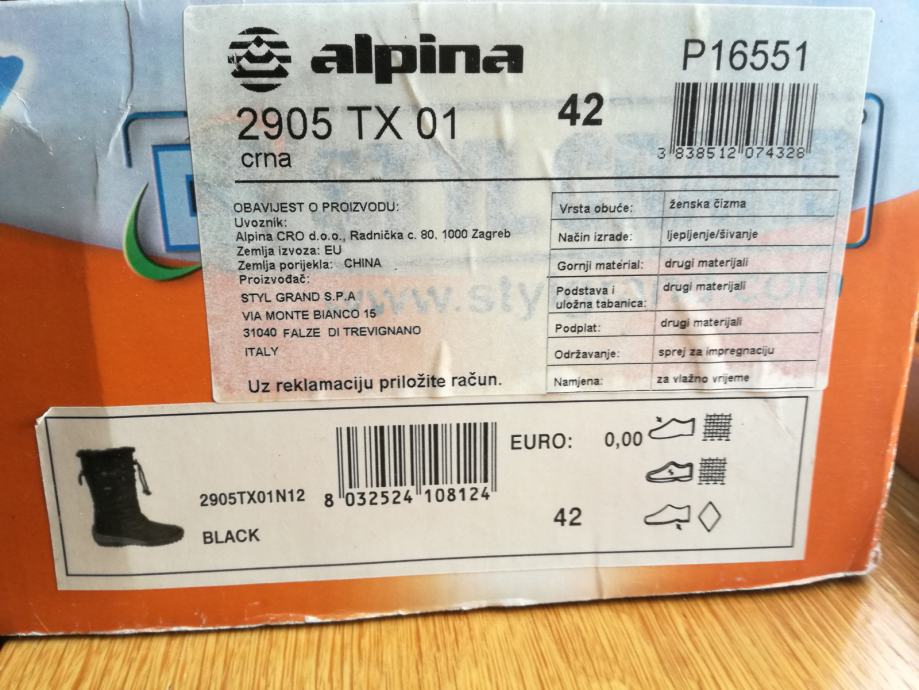 alpina
P16551
2905 TX 01
42
crna
3 838512 074328
OBAVIJEST O PROIZVODU:
Uvoznik:
Alpina CRO d.o.o., Radnička c. 80, 1000 Zagreb
Zemlja izvoza: EU
Zemlja porijekla: CHINA
Proizvođač:
STYL GRAND S.P.A
VIA MONTE BIANCO 15
31040 FALZE DI TREVIGNANO
ITALY
Uz reklamaciju priložite račun.
Vrsta obuće: ženska čizma
Način izrade: ljepljenje/šivanje
Gornji material: drugi materijali
Podstava i
uložna tabanica: drugi materijali
Podplat: drugi materijali
Održavanje: sprej za impregnaciju
Namjena: za vlažno vrijeme
2905TX01N12
BLACK
8 032524 108124
EURO: 0,00
42